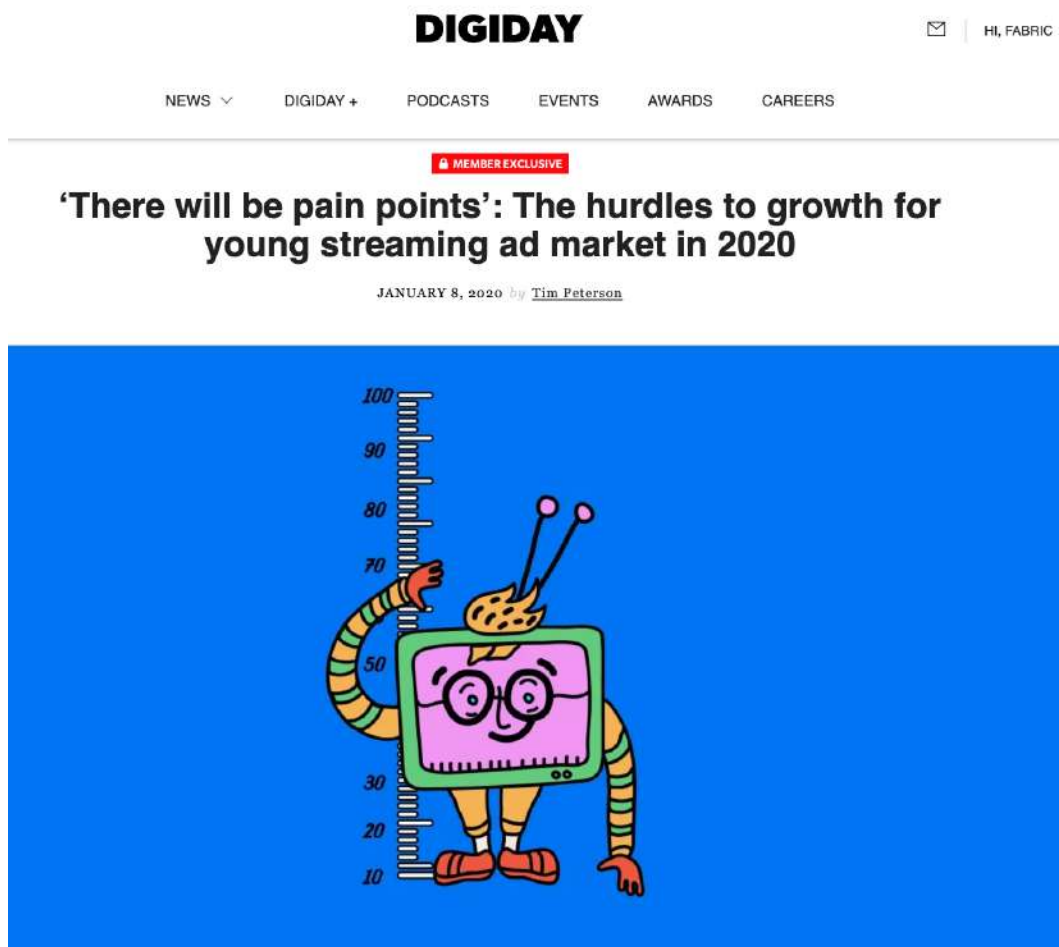 DIGIDAY
HI, FABRIC
NEWS
DIGIDAY +
PODCASTS
EVENTS
AWARDS
CAREERS
MEMBER EXCLUSIVE
‘There will be pain points’: The hurdles to growth for
young streaming ad market in 2020
JANUARY 8, 2020 by Tim Peterson
100
90
80
70
50
30
20
10